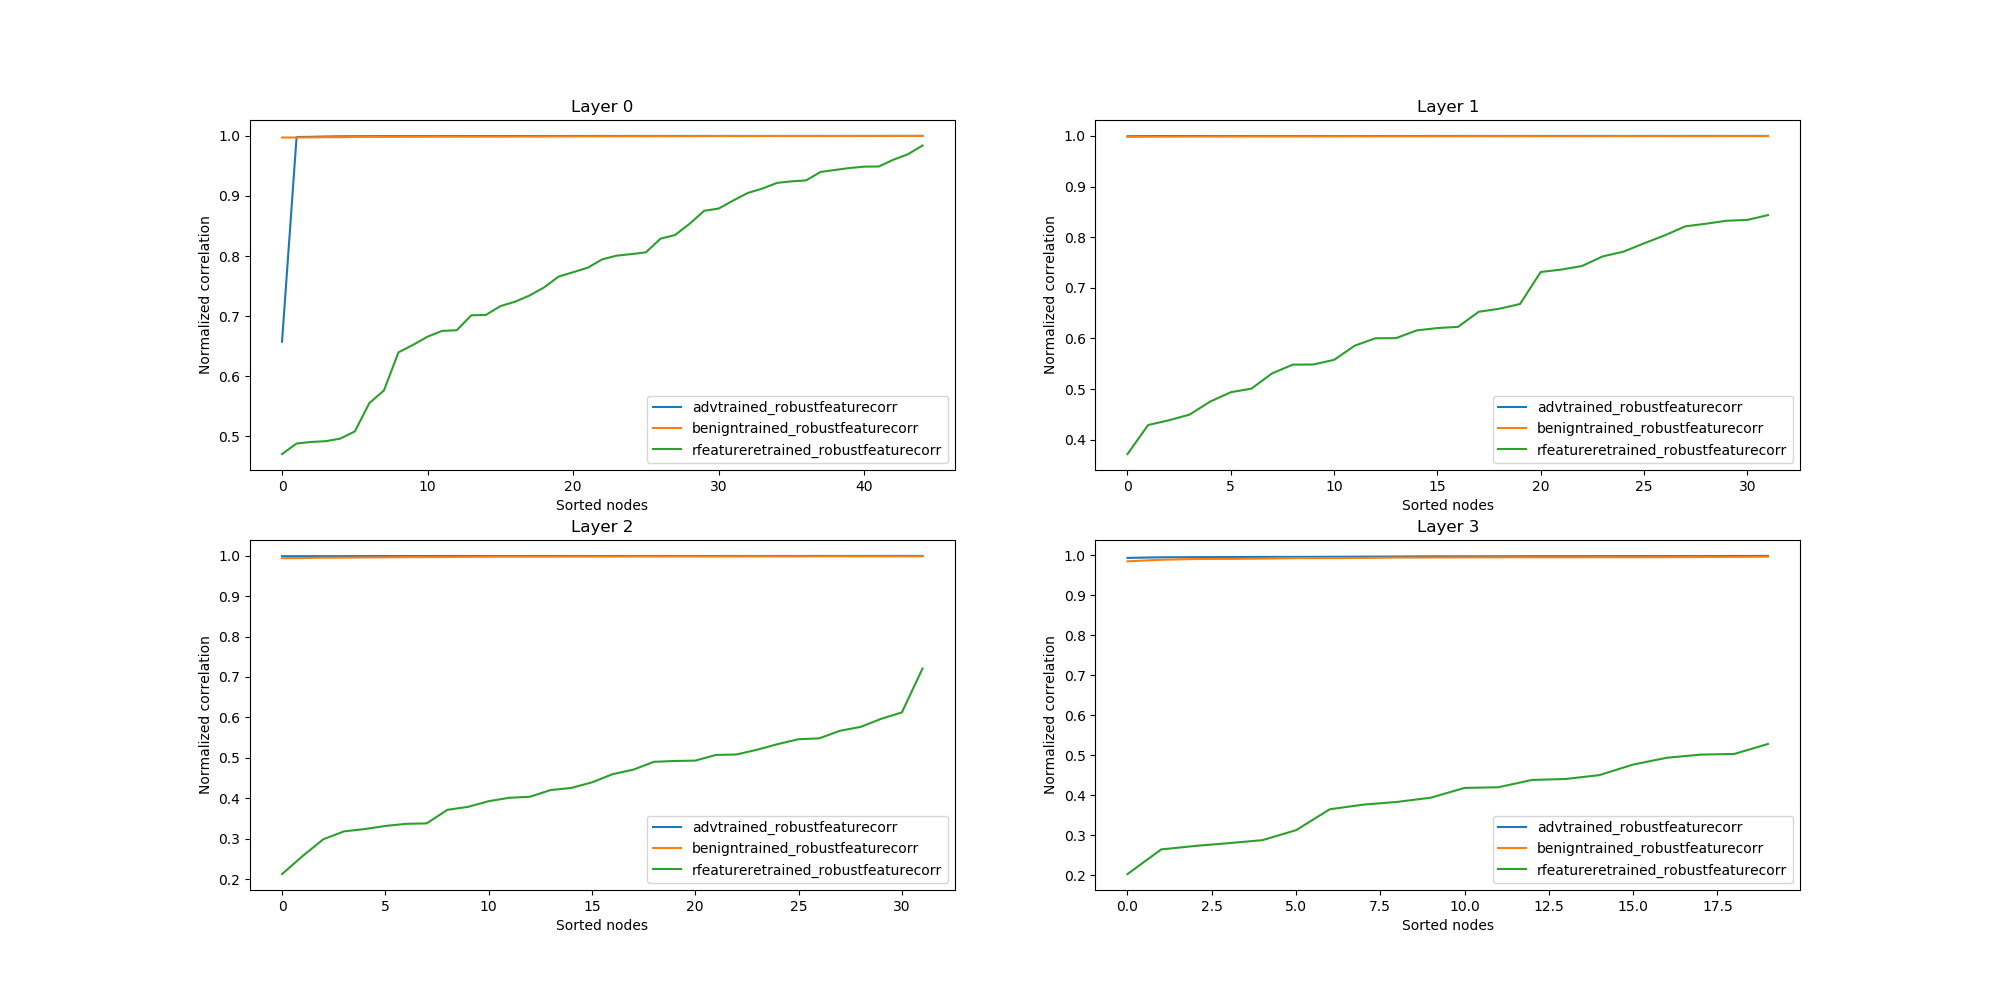 Layer 0
1.0
0.9
0.8
0.7
0.6
0.5
Normalized correlation
advtrained_robustfeaturecorr
benigntrained_robustfeaturecorr
rfeatureretrained_robustfeaturecorr
0 10 20 30 40
Sorted nodes
Layer 1
1.0
0.9
0.8
0.7
0.6
0.5
0.4
Normalized correlation
advtrained_robustfeaturecorr
benigntrained_robustfeaturecorr
rfeatureretrained_robustfeaturecorr
0 5 10 15 20 25 30
Sorted nodes
Layer 2
1.0
0.9
0.8
0.7
0.6
0.5
0.4
0.3
0.2
Normalized correlation
advtrained_robustfeaturecorr
benigntrained_robustfeaturecorr
rfeatureretrained_robustfeaturecorr
0 5 10 15 20 25 30
Sorted nodes
Layer 3
1.0
0.9
0.8
0.7
0.6
0.5
0.4
0.3
0.2
Normalized correlation
advtrained_robustfeaturecorr
benigntrained_robustfeaturecorr
rfeatureretrained_robustfeaturecorr
0.0 2.5 5.0 7.5 10.0 12.5 15.0 17.5
Sorted nodes